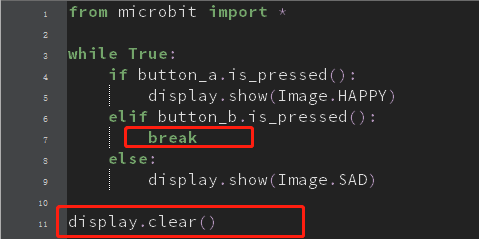 1 from microbit import *
2
3 while True:
4     if button_a.is_pressed():
5         display.show(Image.HAPPY)
6     elif button_b.is_pressed():
7         break
8     else:
9         display.show(Image.SAD)
10
11 display.clear()